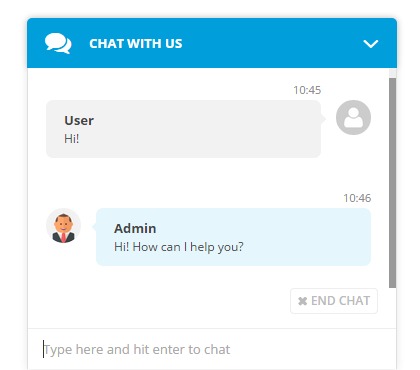 CHAT WITH US
10:45
User
Hi!
10:46
Admin
Hi! How can I help you?
✖ END CHAT
Type here and hit enter to chat